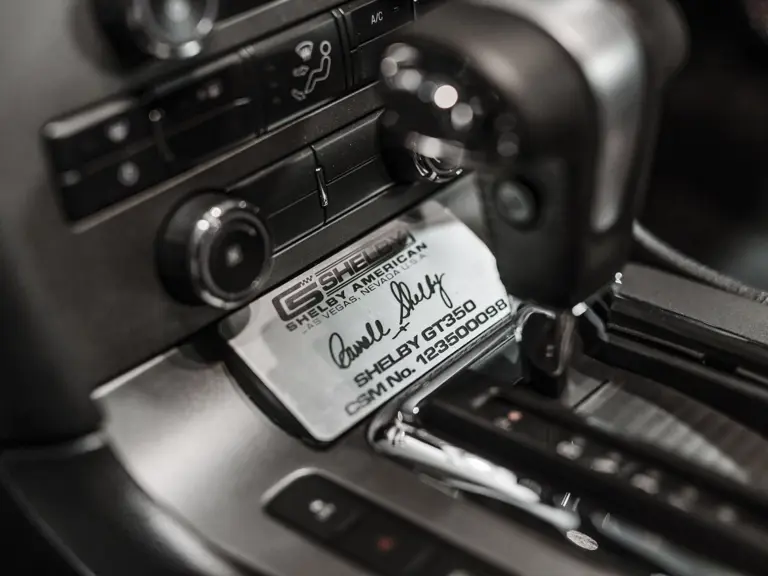 A/C
SHELBY
SHELBY AMERICAN
LAS VEGAS, NEVADA U.S.A.
Carroll Shelby
SHELBY GT350
CSM No. 123500098